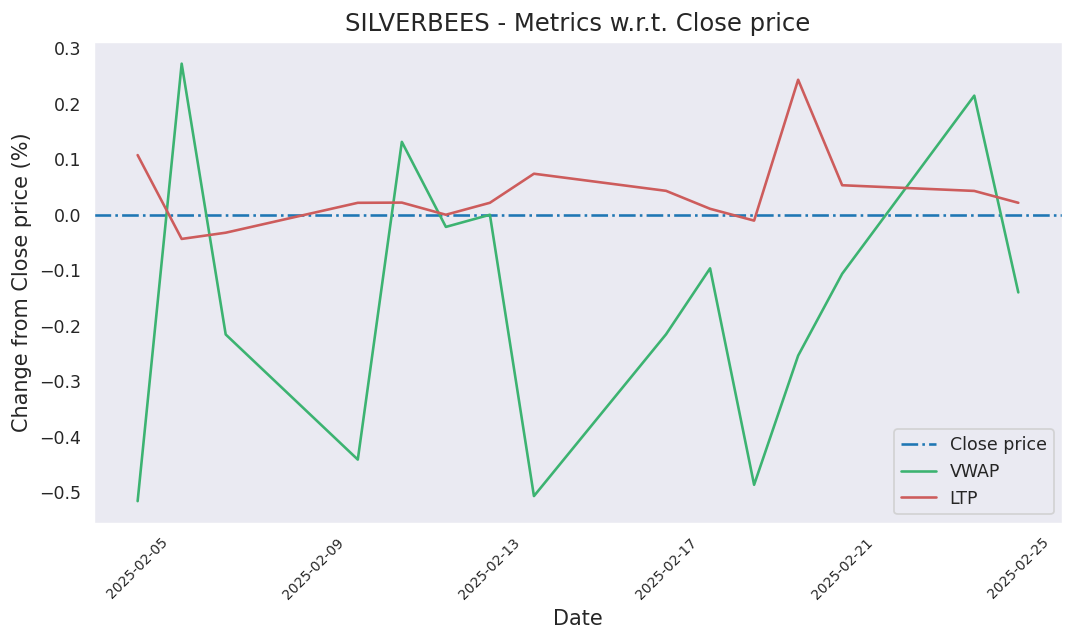 SILVERBEES - Metrics w.r.t. Close price
Change from Close price (%)
0.3
0.2
0.1
0.0
−0.1
−0.2
−0.3
−0.4
−0.5
Close price
VWAP
LTP
2025-02-05
2025-02-09
2025-02-13
2025-02-17
2025-02-21
2025-02-25
Date